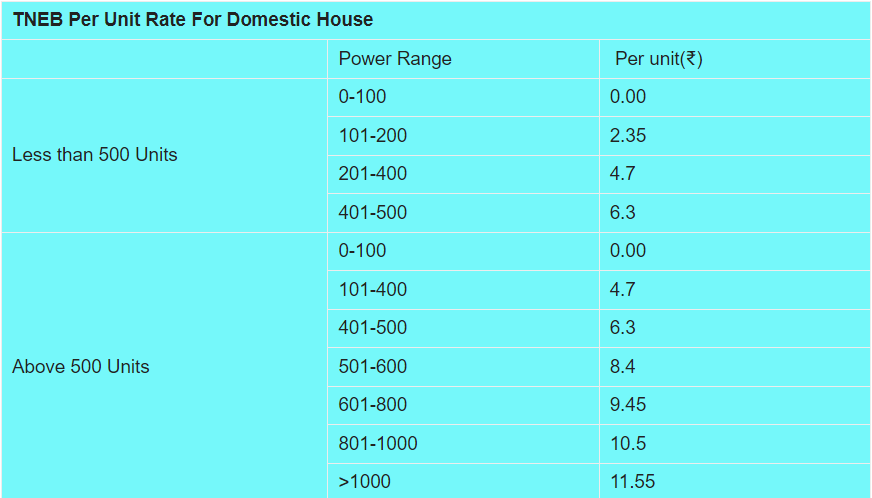 TNEB Per Unit Rate For Domestic House
Power Range Per unit(₹)
Less than 500 Units
0-100 0.00
101-200 2.35
201-400 4.7
401-500 6.3
Above 500 Units
0-100 0.00
101-400 4.7
401-500 6.3
501-600 8.4
601-800 9.45
801-1000 10.5
>1000 11.55